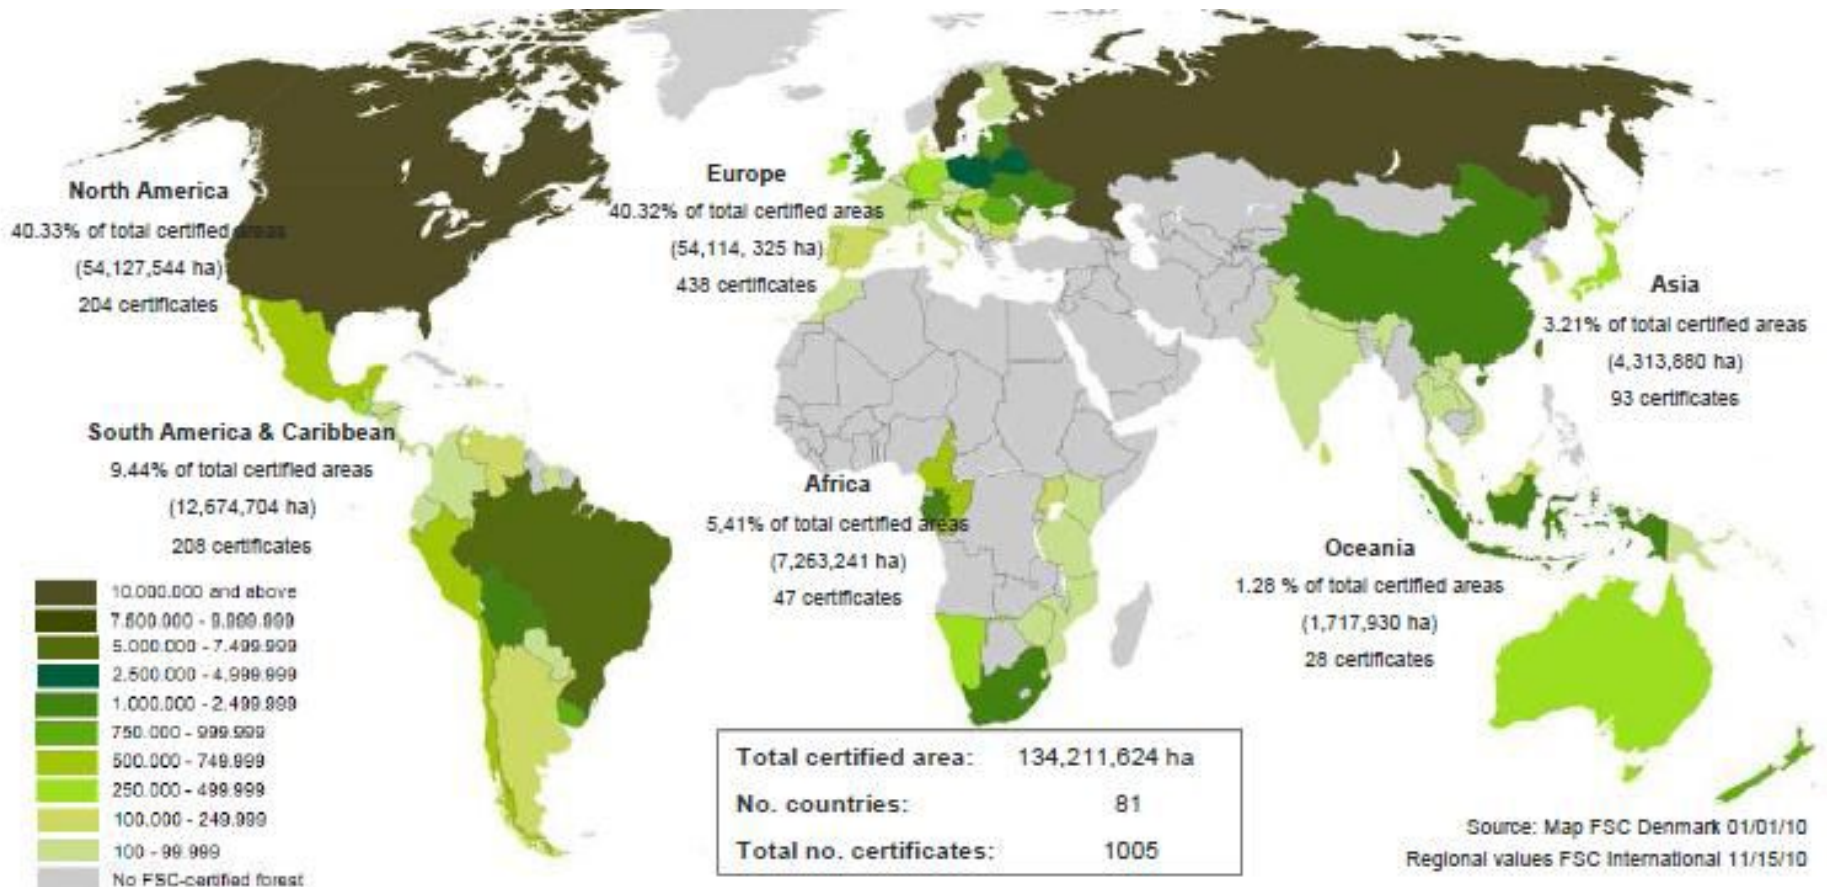 North America
40.33% of total certified areas
(54,127,544 ha)
204 certificates
Europe
40.32% of total certified areas
(54,114, 325 ha)
438 certificates
Asia
3.21% of total certified areas
(4,313,880 ha)
93 certificates
South America & Caribbean
9.44% of total certified areas
(12,674,704 ha)
208 certificates
Africa
5,41% of total certified areas
(7,263,241 ha)
47 certificates
Oceania
1.28 % of total certified areas
(1,717,930 ha)
28 certificates
10.000.000 and above
7.500.000 - 9.999.999
5.000.000 - 7.499.999
2.500.000 - 4.999.999
1.000.000 - 2.499.999
750.000 - 999.999
500.000 - 749.999
250.000 - 499.999
100.000 - 249.999
100 - 99.999
No FSC-certified forest
Total certified area: 134,211,624 ha
No. countries: 81
Total no. certificates: 1005
Source: Map FSC Denmark 01/01/10
Regional values FSC International 11/15/10